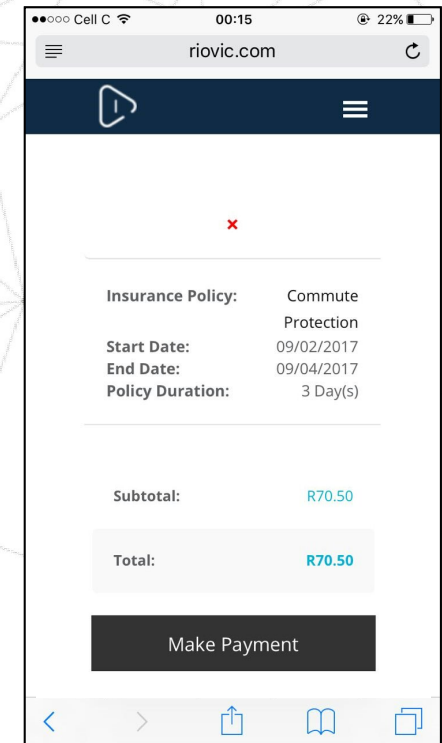 Cell C 00:15 22%
riovic.com
Insurance Policy: Commute
Protection
Start Date: 09/02/2017
End Date: 09/04/2017
Policy Duration: 3 Day(s)
Subtotal: R70.50
Total: R70.50
Make Payment